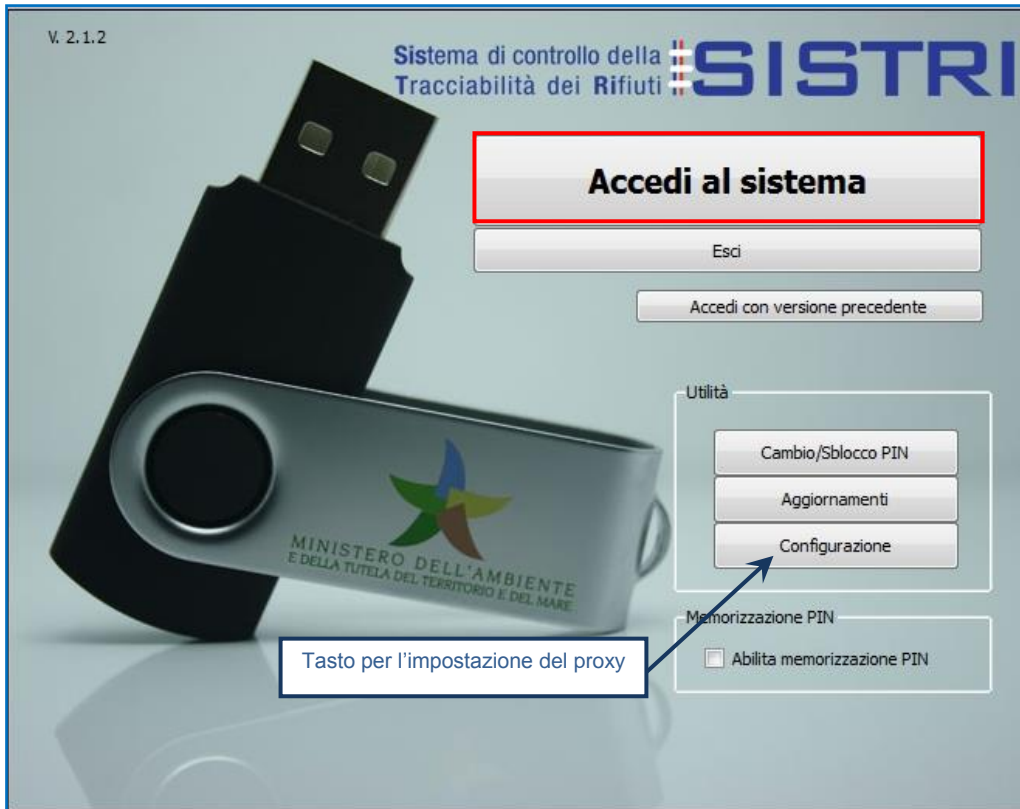 V. 2.1.2
Sistema di controllo della
Tracciabilità dei Rifiuti
SISTRI
Accedi al sistema
Esci
Accedi con versione precedente
Utilità
Cambio/Sblocco PIN
Aggiornamenti
Configurazione
MINISTERO DELL'AMBIENTE
E DELLA TUTELA DEL TERRITORIO E DEL MARE
Memorizzazione PIN
Tasto per l’impostazione del proxy
Abilita memorizzazione PIN